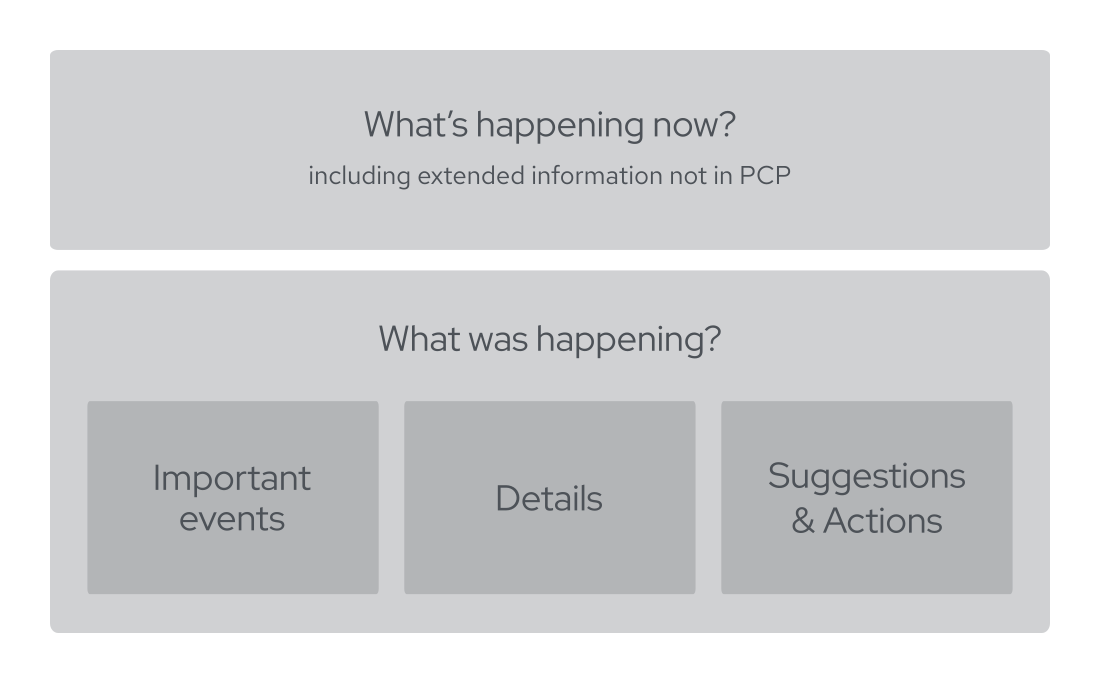 What’s happening now?
including extended information not in PCP
What was happening?
Important
events
Details
Suggestions
& Actions